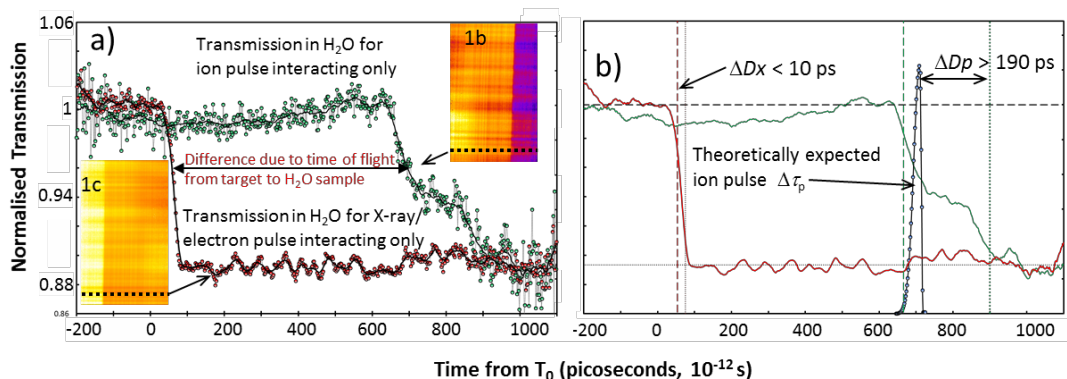 a)
1.06
1
0.94
0.88
0.86
Normalised Transmission
Transmission in H2O for
ion pulse interacting only
1b
Difference due to time of flight
from target to H2O sample
1c
Transmission in H2O for X-ray/
electron pulse interacting only
-200 0 200 400 600 800 1000
b)
ΔDx < 10 ps
ΔDp > 190 ps
Theoretically expected
ion pulse Δτp
-200 0 200 400 600 800 1000
Time from T0 (picoseconds, 10-12 s)